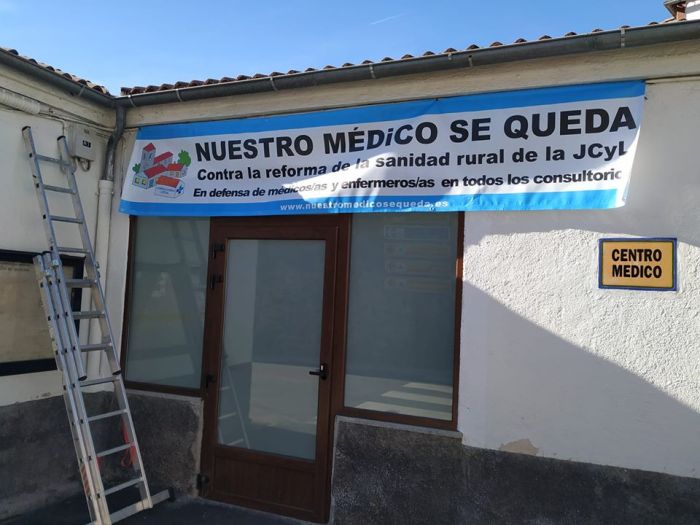 NUESTRO MÉDiCO SE QUEDA
Contra la reforma de la sanidad rural de la JCyL
En defensa de médicos/as y enfermeros/as en todos los consultorio
www.nuestromedicosequeda.es
CENTRO
MEDICO